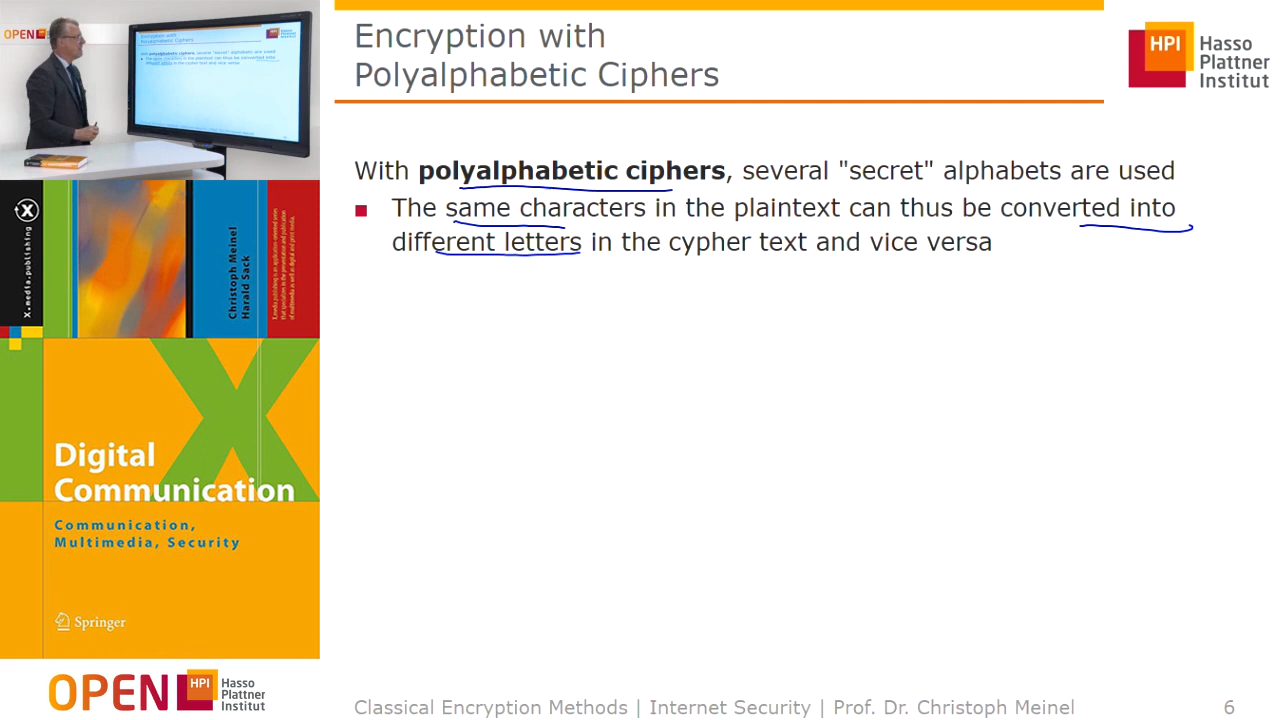 OPEN
Encryption with
Polyalphabetic Ciphers
HPI Hasso
Plattner
Institut
With polyalphabetic ciphers, several "secret" alphabets are used
■ The same characters in the plaintext can thus be converted into
different letters in the cypher text and vice versa
X.media.publishing
Christoph Meinel
Harald Sack
Digital
Communication
Communication,
Multimedia, Security
Springer
OPEN HPI Hasso
Plattner
Institut
Classical Encryption Methods | Internet Security | Prof. Dr. Christoph Meinel
6